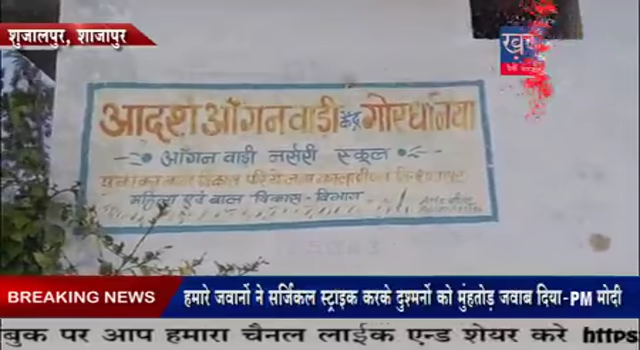 शुजालपुर, शाजापुर
आदर्श आँगनवाड़ी केंद्र गोरधनिया
आँगन वाड़ी नर्सरी स्कूल
महिला एवं बाल विकास-विभाग
BREAKING NEWS
हमारे जवानों ने सर्जिकल स्ट्राइक करके दुश्मनों को मुंहतोड़ जवाब दिया-PM मोदी
बुक पर आप हमारा चैनल लाईक एन्ड शेयर करे https